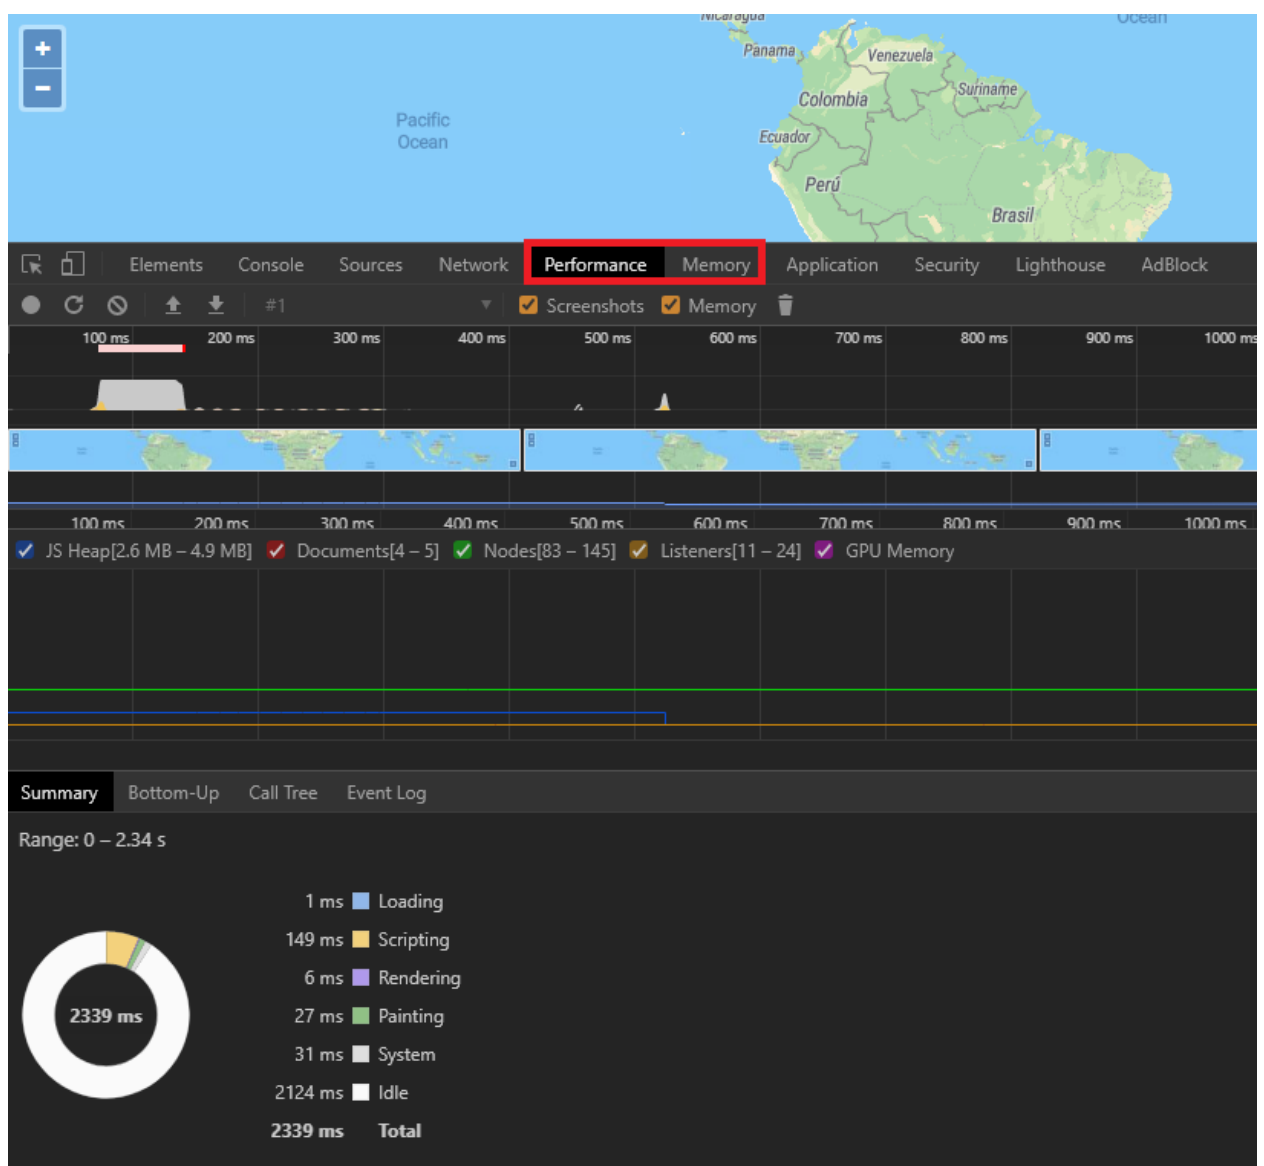 Nicaragua
Ocean
+
Panama
Venezuela
−
Colombia
Suriname
Pacific
Ocean
Ecuador
Perú
Brasil
Elements Console Sources Network Performance Memory Application Security Lighthouse AdBlock
#1 Screenshots Memory
100 ms 200 ms 300 ms 400 ms 500 ms 600 ms 700 ms 800 ms 900 ms 1000 ms
100 ms 200 ms 300 ms 400 ms 500 ms 600 ms 700 ms 800 ms 900 ms 1000 ms
JS Heap[2.6 MB – 4.9 MB] Documents[4 – 5] Nodes[83 – 145] Listeners[11 – 24] GPU Memory
Summary Bottom-Up Call Tree Event Log
Range: 0 – 2.34 s
1 ms Loading
149 ms Scripting
6 ms Rendering
2339 ms
27 ms Painting
31 ms System
2124 ms Idle
2339 ms Total